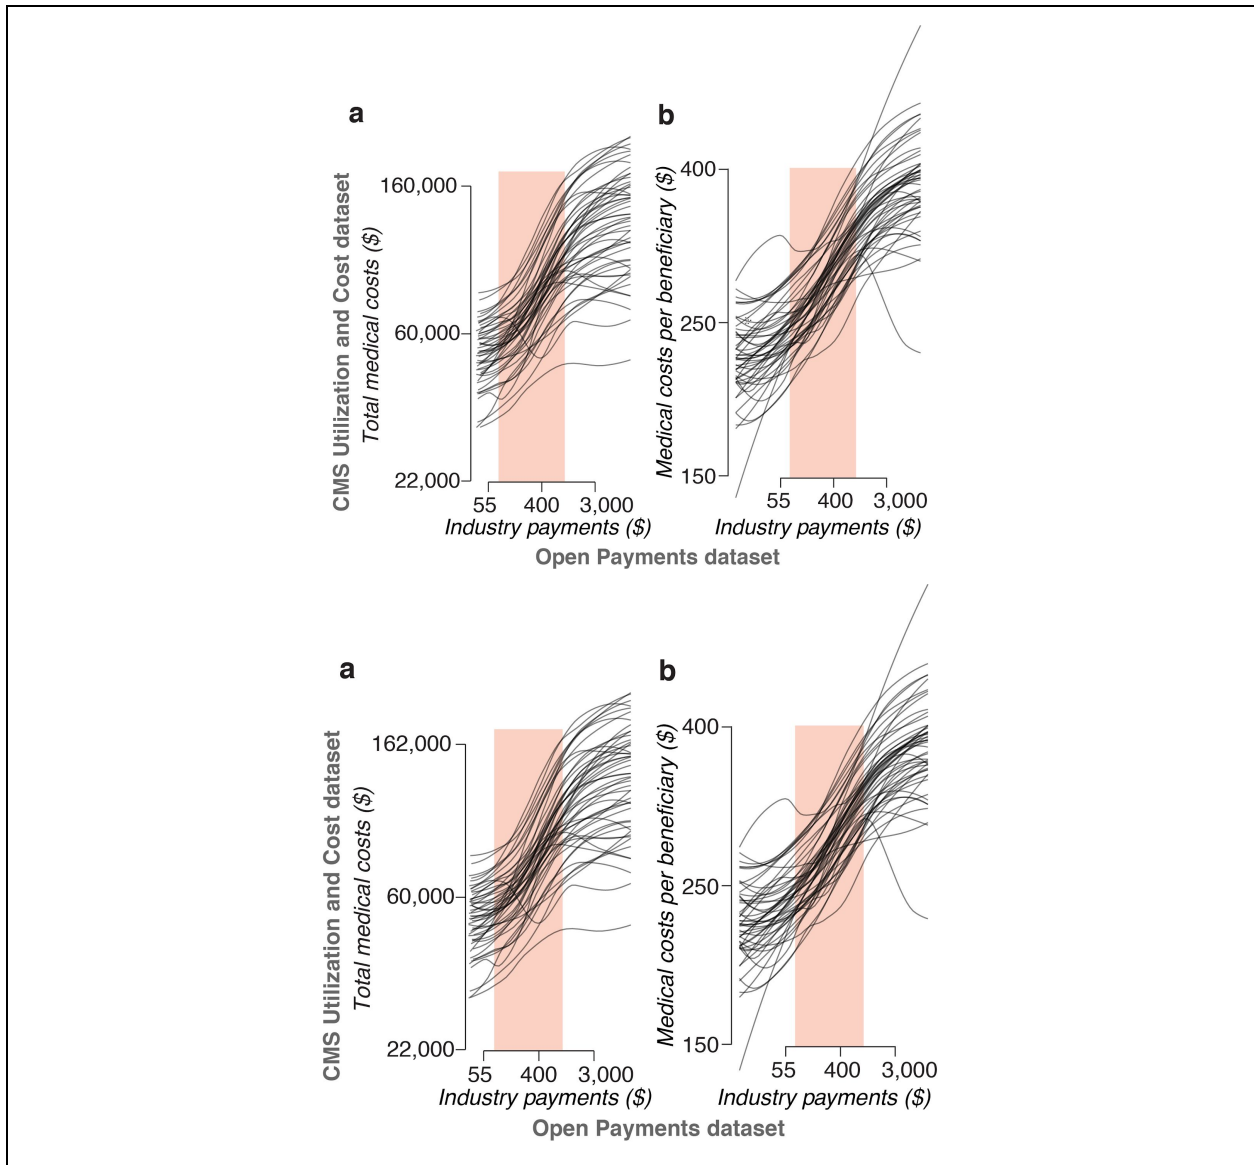 a
b
CMS Utilization and Cost dataset
Total medical costs ($)
160,000
60,000
22,000
55 400 3,000
Industry payments ($)
Medical costs per beneficiary ($)
400
250
150
55 400 3,000
Industry payments ($)
Open Payments dataset
a
b
CMS Utilization and Cost dataset
Total medical costs ($)
162,000
60,000
22,000
55 400 3,000
Industry payments ($)
Medical costs per beneficiary ($)
400
250
150
55 400 3,000
Industry payments ($)
Open Payments dataset